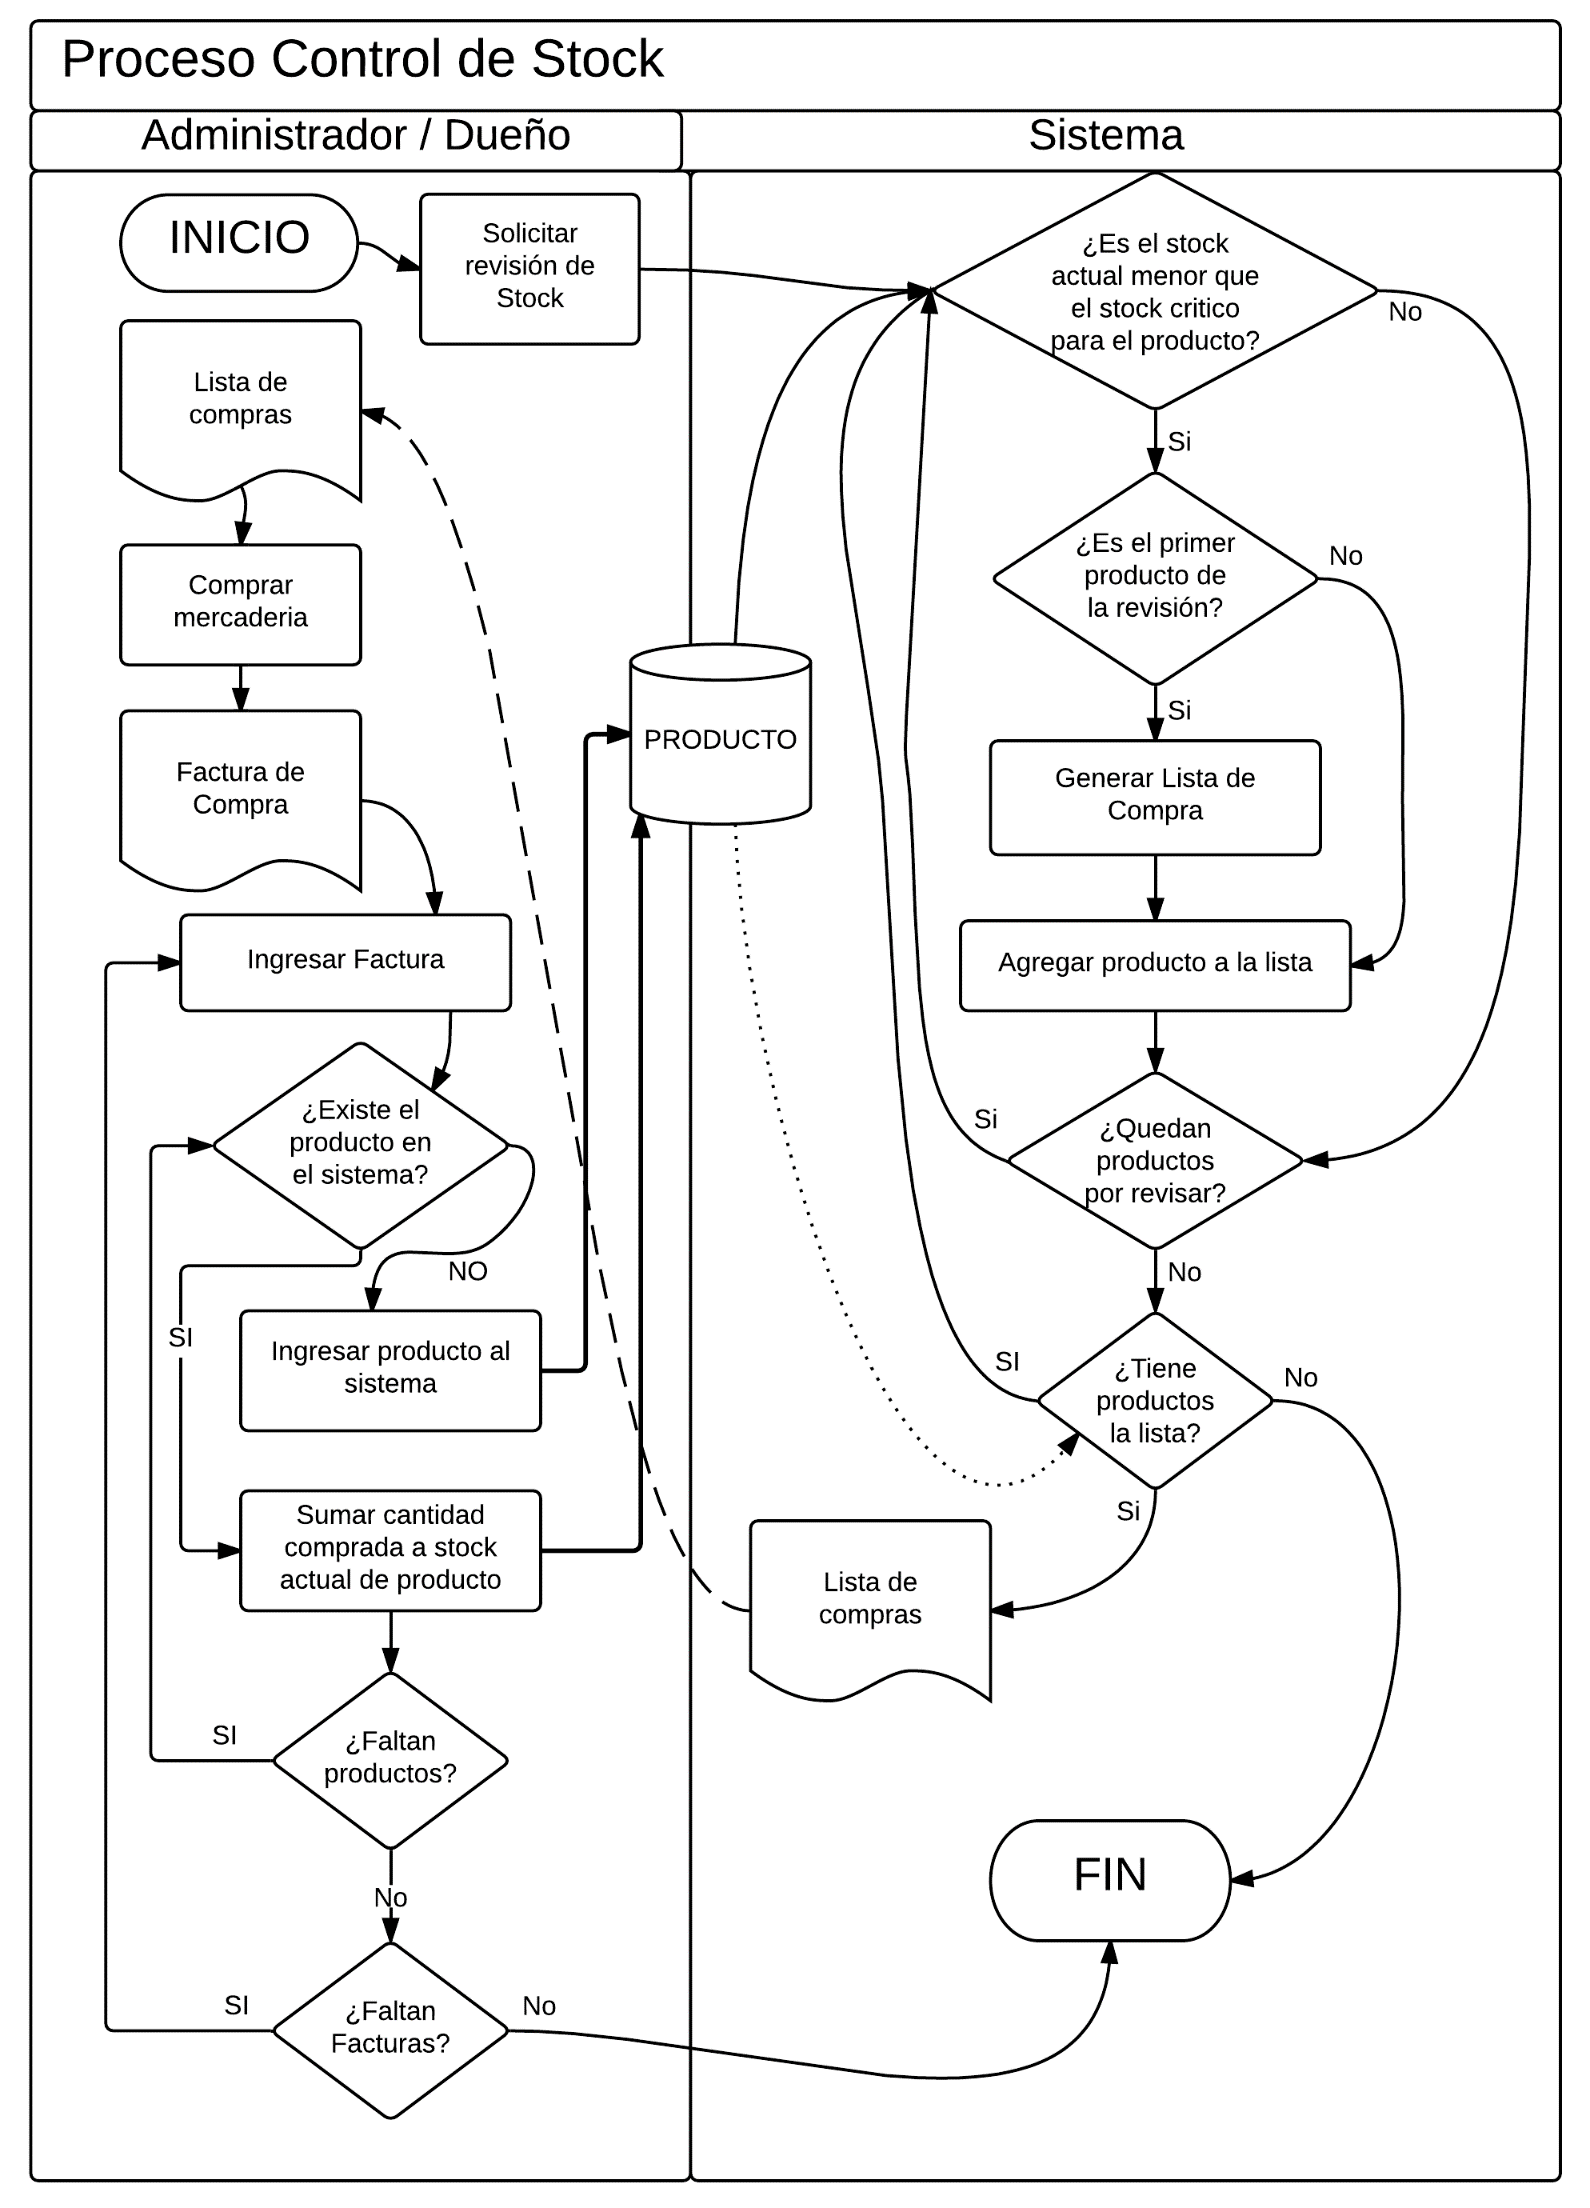 Proceso Control de Stock
Administrador / Dueño
Sistema
INICIO
Solicitar
revisión de
Stock
Lista de
compras
Comprar
mercaderia
Factura de
Compra
Ingresar Factura
¿Existe el
producto en
el sistema?
NO
SI
Ingresar producto al
sistema
Sumar cantidad
comprada a stock
actual de producto
¿Faltan
productos?
SI
No
¿Faltan
Facturas?
SI
No
PRODUCTO
¿Es el stock
actual menor que
el stock critico
para el producto?
No
Si
¿Es el primer
producto de
la revisión?
No
Si
Generar Lista de
Compra
Agregar producto a la lista
¿Quedan
productos
por revisar?
Si
No
¿Tiene
productos
la lista?
SI
No
Si
Lista de
compras
FIN